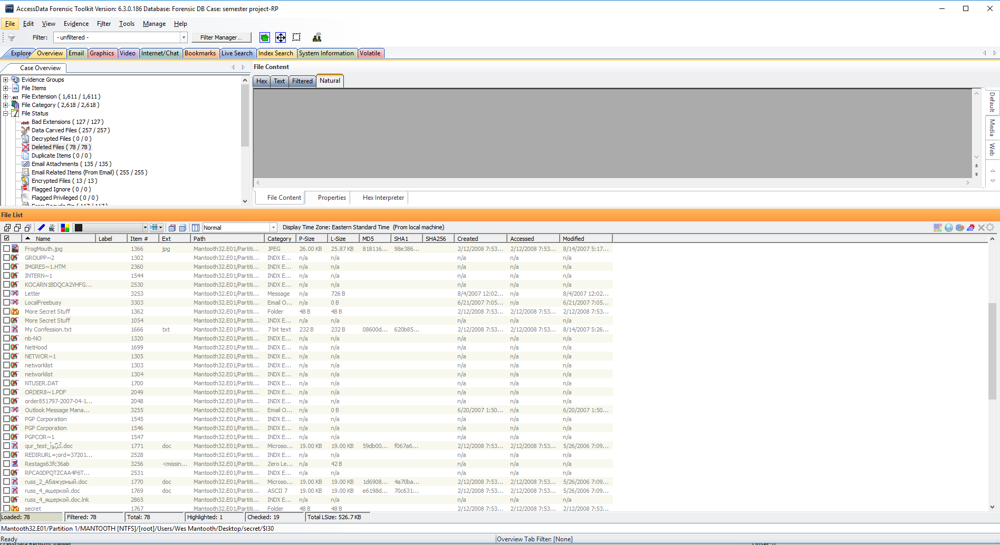 AccessData Forensic Toolkit Version: 6.3.0.186 Database: Forensic DB Case: semester project-RP
File Edit View Evidence Filter Tools Manage Help
Filter: - unfiltered - Filter Manager...
Explore Overview Email Graphics Video Internet/Chat Bookmarks Live Search Index Search System Information Volatile
Case Overview
Evidence Groups
File Items
File Extension ( 1,611 / 1,611 )
File Category ( 2,618 / 2,618 )
File Status
Bad Extensions ( 127 / 127 )
Data Carved Files ( 257 / 257 )
Decrypted Files ( 0 / 0 )
Deleted Files ( 78 / 78 )
Duplicate Items ( 0 / 0 )
Email Attachments ( 135 / 135 )
Email Related Items (From Email) ( 255 / 255 )
Encrypted Files ( 13 / 13 )
Flagged Ignore ( 0 / 0 )
Flagged Privileged ( 0 / 0 )
File Content
Hex Text Filtered Natural
Default
Media
Web
File Content Properties Hex Interpreter
File List
Normal Display Time Zone: Eastern Standard Time (From local machine)
Name Label Item # Ext Path Category P-Size L-Size MD5 SHA1 SHA256 Created Accessed Modified
FrogMouth.jpg 1366 jpg Mantooth32.E01/Partiti... JPEG 26.00 KB 25.87 KB 818116... 98e386... 2/12/2008 7:53... 2/12/2008 7:53... 8/14/2007 5:17...
GROUPP~2 1302 Mantooth32.E01/Partiti... INDX E... n/a n/a n/a n/a n/a
IMGRES~1.HTM 2360 Mantooth32.E01/Partiti... INDX E... n/a n/a n/a n/a n/a
INTERN~1 1544 Mantooth32.E01/Partiti... INDX E... n/a n/a n/a n/a n/a
KOCARN1BDQCA2VHFG... 2530 Mantooth32.E01/Partiti... INDX E... n/a n/a n/a n/a n/a
Letter 3253 Mantooth32.E01/Partiti... Message n/a 726 B 8/4/2007 12:02... n/a 8/4/2007 12:02...
LocalFreebusy 3303 Mantooth32.E01/Partiti... Email O... n/a 0 B 6/21/2007 7:05... n/a 6/21/2007 7:05...
More Secret Stuff 1362 Mantooth32.E01/Partiti... Folder 48 B 48 B 2/12/2008 7:53... 2/12/2008 7:53... 2/12/2008 7:53...
More Secret Stuff 1054 Mantooth32.E01/Partiti... INDX E... n/a n/a n/a n/a n/a
My Confession.txt 1666 txt Mantooth32.E01/Partiti... 7 bit text 232 B 232 B 08600d... 620b85... 2/12/2008 7:53... 2/12/2008 7:53... 8/14/2007 5:26...
nb-NO 1320 Mantooth32.E01/Partiti... INDX E... n/a n/a n/a n/a n/a
NetHood 1699 Mantooth32.E01/Partiti... INDX E... n/a n/a n/a n/a n/a
NETWOR~1 1305 Mantooth32.E01/Partiti... INDX E... n/a n/a n/a n/a n/a
networklist 1303 Mantooth32.E01/Partiti... INDX E... n/a n/a n/a n/a n/a
networklist 1304 Mantooth32.E01/Partiti... INDX E... n/a n/a n/a n/a n/a
NTUSER.DAT 1700 Mantooth32.E01/Partiti... INDX E... n/a n/a n/a n/a n/a
ORDER8~1.PDF 2049 Mantooth32.E01/Partiti... INDX E... n/a n/a n/a n/a n/a
order851797-2007-04-1... 2048 Mantooth32.E01/Partiti... INDX E... n/a n/a n/a n/a n/a
Outlook Message Mana... 3255 Mantooth32.E01/Partiti... Email O... n/a 0 B 6/20/2007 1:50... n/a 6/20/2007 1:50...
PGP Corporation 1545 Mantooth32.E01/Partiti... INDX E... n/a n/a n/a n/a n/a
PGP Corporation 1546 Mantooth32.E01/Partiti... INDX E... n/a n/a n/a n/a n/a
PGPCOR~1 1547 Mantooth32.E01/Partiti... INDX E... n/a n/a n/a n/a n/a
1771 doc Mantooth32.E01/Partiti... Microso... 19.00 KB 19.00 KB 59db00... f067a6... 2/12/2008 7:53... 2/12/2008 7:53... 5/26/2006 7:09...
REDIRURL=;ord=37201... 2528 Mantooth32.E01/Partiti... INDX E... n/a n/a n/a n/a n/a
Restags63fc36ab 3256 <missin... Mantooth32.E01/Partiti... Zero Le... n/a 42 B n/a n/a n/a
RPCA0DPQTZCAA4P6T... 2531 Mantooth32.E01/Partiti... INDX E... n/a n/a n/a n/a n/a
russ_2_Абажурный.doc 1770 doc Mantooth32.E01/Partiti... Microso... 19.00 KB 19.00 KB 1d6908... 4a70ba... 2/12/2008 7:53... 2/12/2008 7:53... 5/26/2006 7:09...
russ_4_ящеркой.doc 1769 doc Mantooth32.E01/Partiti... ASCII 7 19.00 KB 19.00 KB e6198d... 70c631... 2/12/2008 7:53... 2/12/2008 7:53... 5/26/2006 7:09...
russ_4_ящеркой.doc.lnk 2865 Mantooth32.E01/Partiti... INDX E... n/a n/a n/a n/a n/a
secret 1767 Mantooth32.E01/Partiti... Folder 48 B 48 B 2/12/2008 7:53... 2/12/2008 7:53... 2/12/2008 7:53...
Loaded: 78 Filtered: 78 Total: 78 Highlighted: 1 Checked: 19 Total LSize: 526.7 KB
Mantooth32.E01/Partition 1/MANTOOTH [NTFS]/[root]/Users/Wes Mantooth/Desktop/secret/$I30
Ready Overview Tab Filter: [None]